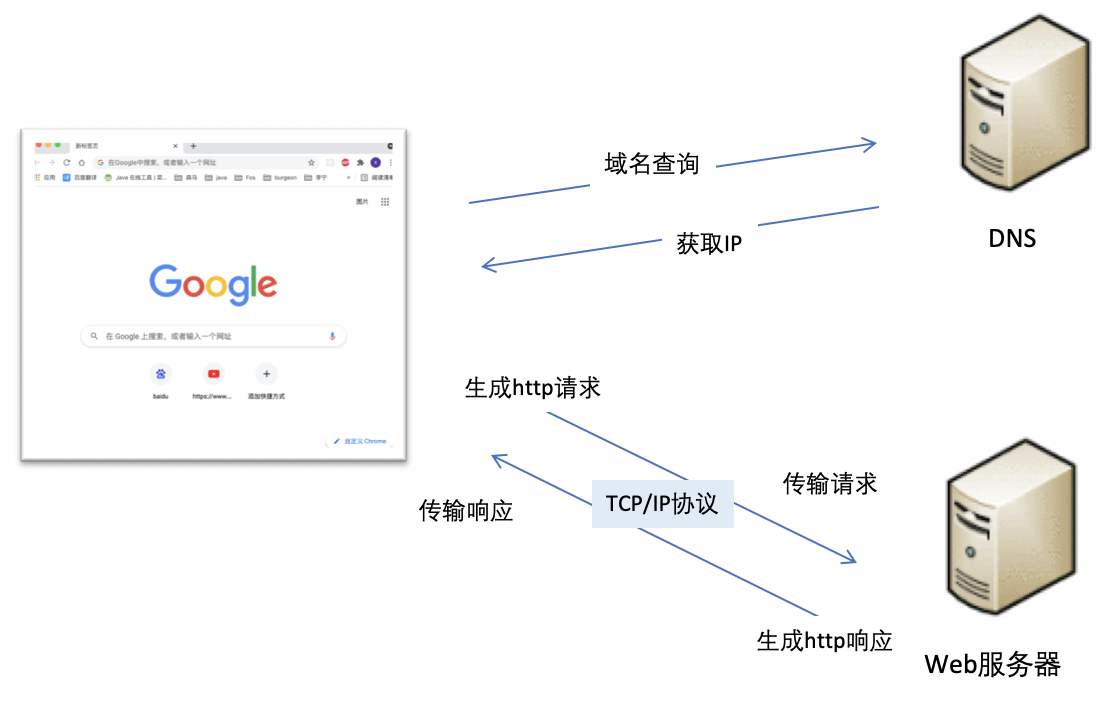 新标签页
在Google中搜索，或者输入一个网址
应用 百度翻译 Java 在线工具 | 菜... 森马 java Fos burgeon 李宁 » 阅读清单
图片
Google
在 Google 上搜索，或者输入一个网址
baidu https://www... 添加快捷方式
自定义 Chrome
域名查询
获取IP
DNS
生成http请求
传输请求
传输响应
TCP/IP协议
生成http响应
Web服务器